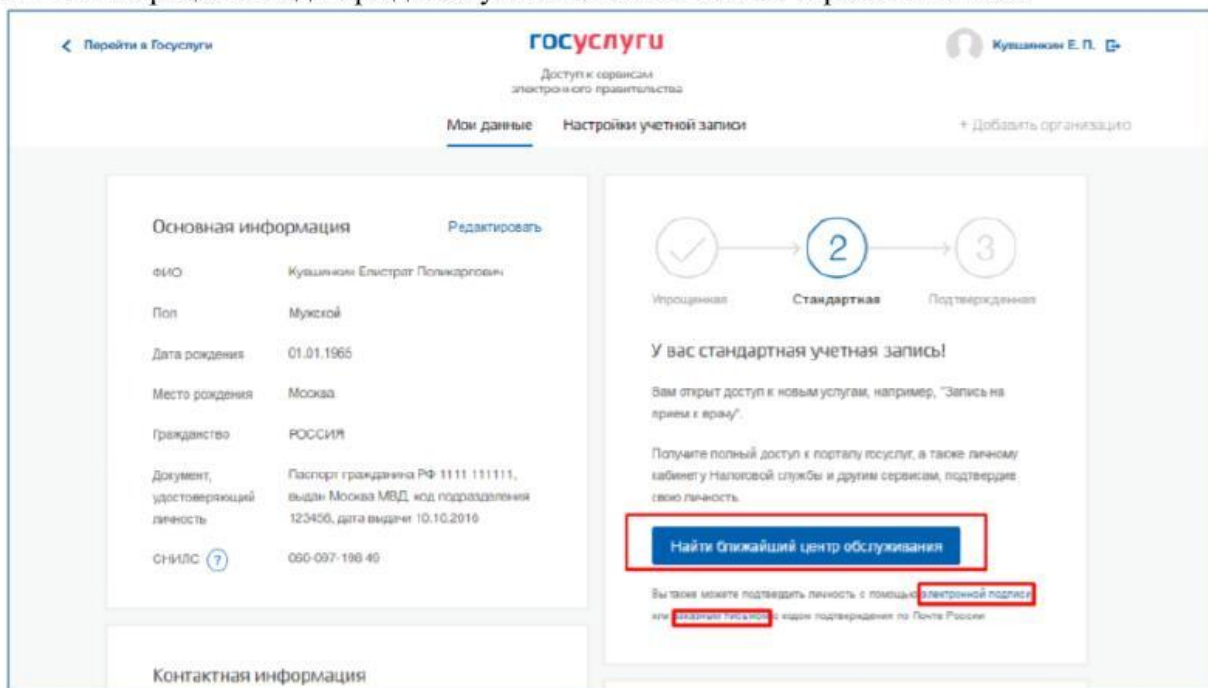 Перейти в Госуслуги
госуслуги
Кувшинкин Е. П.
Доступ к сервисам
электронного правительства
Мои данные
Настройки учетной записи
+ Добавить организацию
Основная информация
Редактировать
ФИО
Кувшинкин Елистрат Поликарпович
Пол
Мужской
Дата рождения
01.01.1965
Место рождения
Москва
Гражданство
РОССИЯ
Документ,
удостоверяющий
личность
Паспорт гражданина РФ 1111 111111,
выдан Москва МВД, код подразделения
123456, дата выдачи 10.10.2016
СНИЛС ?
060-097-198 49
Контактная информация
2
3
Упрощенная
Стандартная
Подтвержденная
У вас стандартная учетная запись!
Вам открыт доступ к новым услугам, например, "Запись на
прием к врачу".
Получите полный доступ к порталу госуслуг, а также личному
кабинету Налоговой службы и другим сервисам, подтвердив
свою личность.
Найти ближайший центр обслуживания
Вы также можете подтвердить личность с помощью электронной подписи
или заказным письмом с кодом подтверждения по Почте России